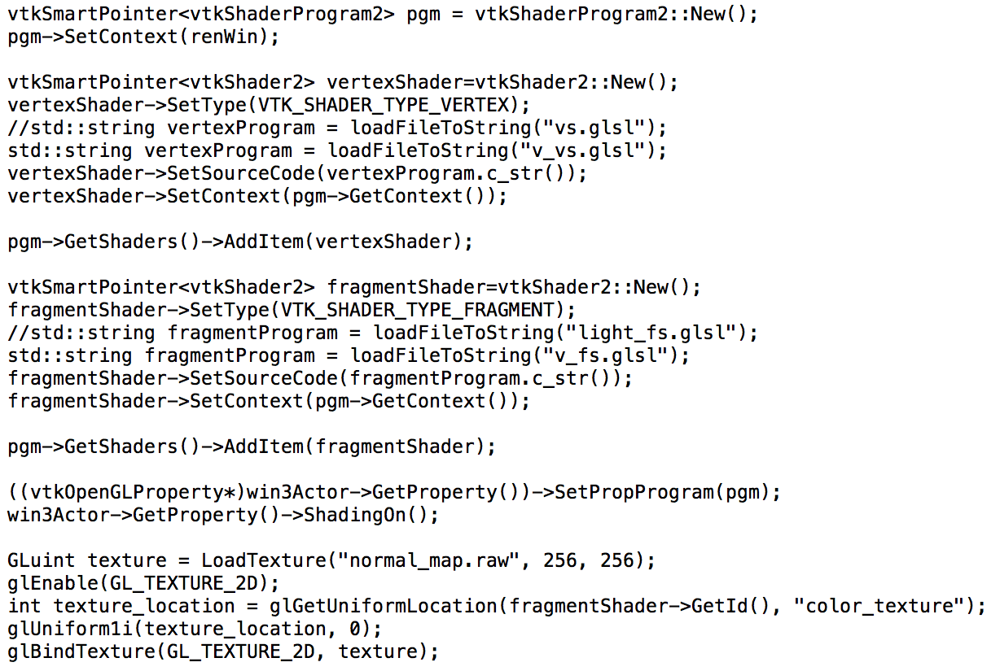 vtkSmartPointer<vtkShaderProgram2> pgm = vtkShaderProgram2::New();
pgm->SetContext(renWin);
vtkSmartPointer<vtkShader2> vertexShader=vtkShader2::New();
vertexShader->SetType(VTK_SHADER_TYPE_VERTEX);
//std::string vertexProgram = loadFileToString("vs.glsl");
std::string vertexProgram = loadFileToString("v_vs.glsl");
vertexShader->SetSourceCode(vertexProgram.c_str());
vertexShader->SetContext(pgm->GetContext());
pgm->GetShaders()->AddItem(vertexShader);
vtkSmartPointer<vtkShader2> fragmentShader=vtkShader2::New();
fragmentShader->SetType(VTK_SHADER_TYPE_FRAGMENT);
//std::string fragmentProgram = loadFileToString("light_fs.glsl");
std::string fragmentProgram = loadFileToString("v_fs.glsl");
fragmentShader->SetSourceCode(fragmentProgram.c_str());
fragmentShader->SetContext(pgm->GetContext());
pgm->GetShaders()->AddItem(fragmentShader);
((vtkOpenGLProperty*)win3Actor->GetProperty())->SetPropProgram(pgm);
win3Actor->GetProperty()->ShadingOn();
GLuint texture = LoadTexture("normal_map.raw", 256, 256);
glEnable(GL_TEXTURE_2D);
int texture_location = glGetUniformLocation(fragmentShader->GetId(), "color_texture");
glUniform1i(texture_location, 0);
glBindTexture(GL_TEXTURE_2D, texture);